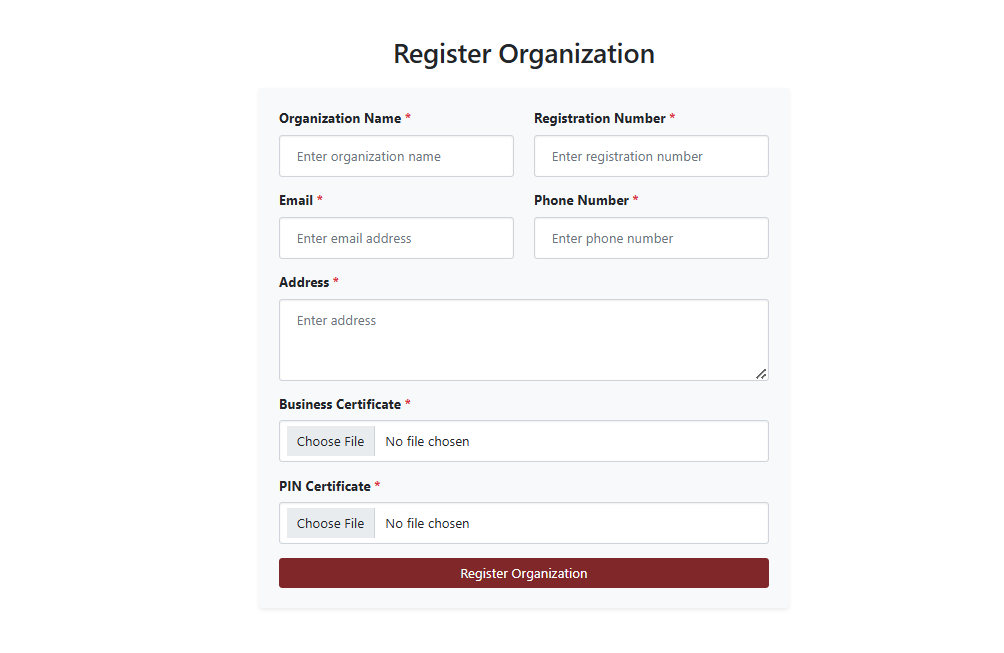 Register Organization
Organization Name * Registration Number *
Enter organization name Enter registration number
Email * Phone Number *
Enter email address Enter phone number
Address *
Enter address
Business Certificate *
Choose File No file chosen
PIN Certificate *
Choose File No file chosen
Register Organization